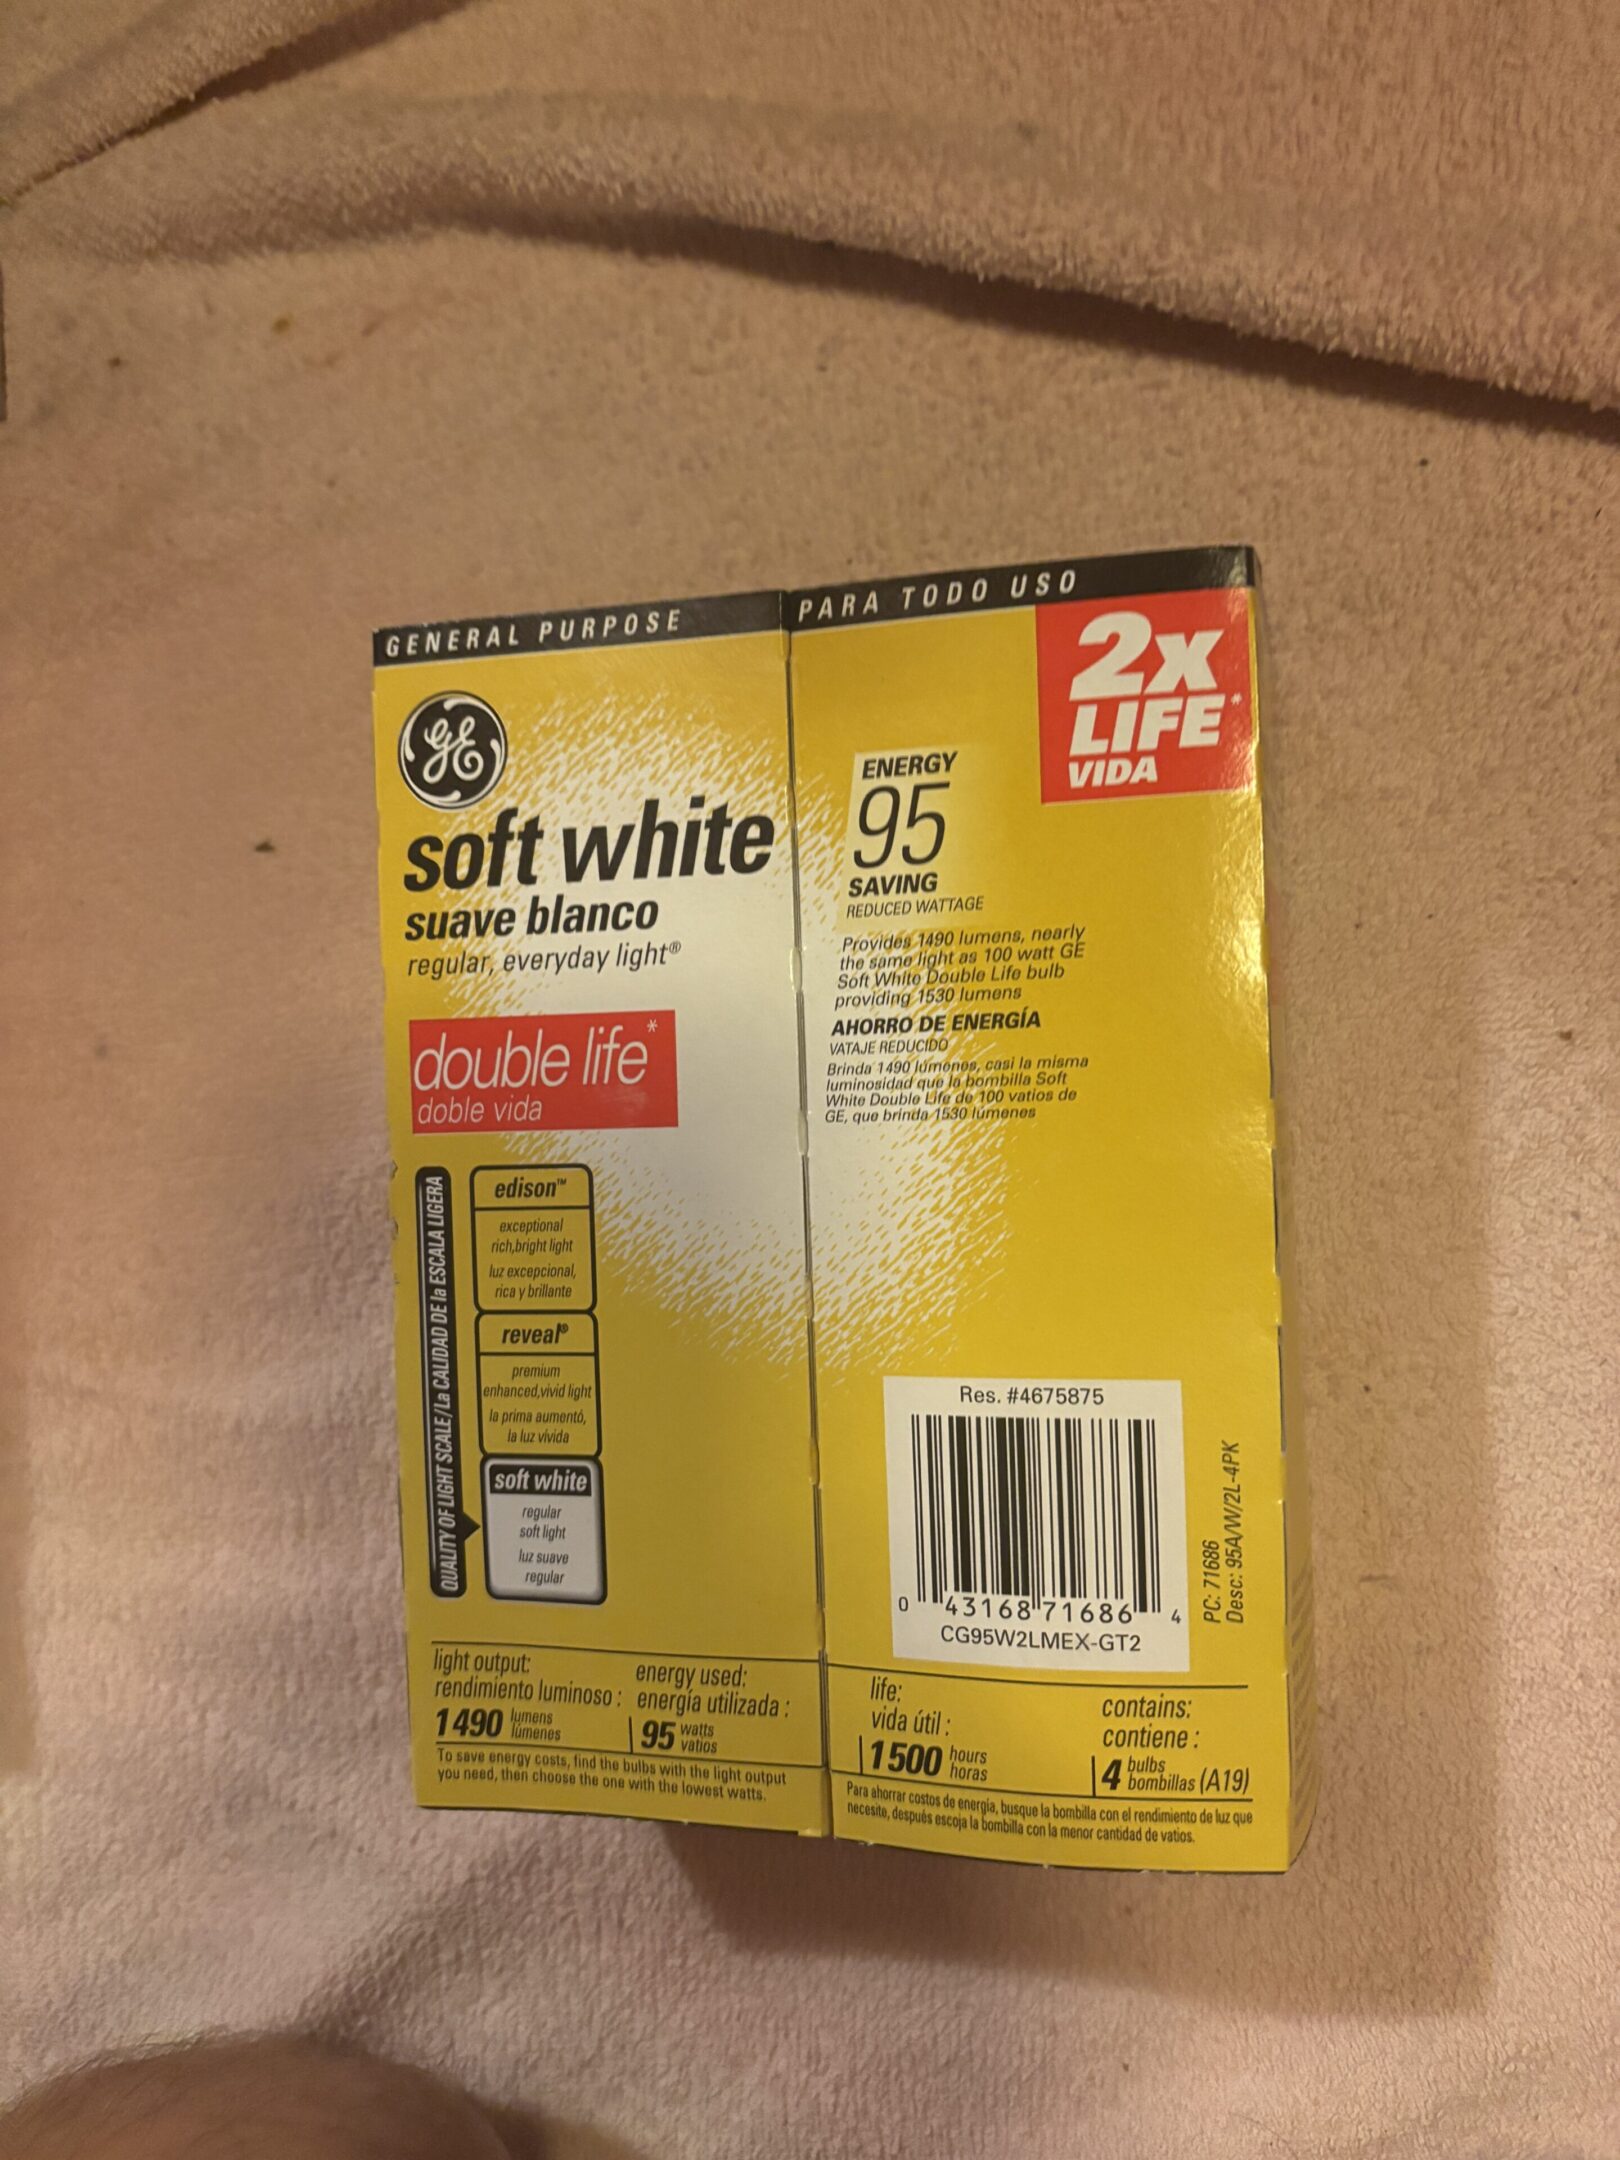 GENERAL PURPOSE
GE
soft white
suave blanco
regular, everyday light®
double life*
doble vida
QUALITY OF LIGHT SCALE/La CALIDAD DE la ESCALA LIGERA
edison™
exceptional
rich,bright light
luz excepcional,
rica y brillante
reveal®
premium
enhanced,vivid light
la prima aumentó,
la luz vívida
soft white
regular
soft light
luz suave
regular
light output:
rendimiento luminoso :
1490 lumens
lúmenes
energy used:
energía utilizada :
95 watts
vatios
To save energy costs, find the bulbs with the light output
you need, then choose the one with the lowest watts.
PARA TODO USO
2x
LIFE*
VIDA
ENERGY
95
SAVING
REDUCED WATTAGE
Provides 1490 lumens, nearly
the same light as 100 watt GE
Soft White Double Life bulb
providing 1530 lumens
AHORRO DE ENERGÍA
VATAJE REDUCIDO
Brinda 1490 lúmenes, casi la misma
luminosidad que la bombilla Soft
White Double Life de 100 vatios de
GE, que brinda 1530 lúmenes
Res. #4675875
0 43168 71686 4
CG95W2LMEX-GT2
PC: 71686
Desc: 95A/W/2L-4PK
life:
vida útil :
1500 hours
horas
contains:
contiene :
4 bulbs
bombillas (A19)
Para ahorrar costos de energía, busque la bombilla con el rendimiento de luz que
necesite, después escoja la bombilla con la menor cantidad de vatios.